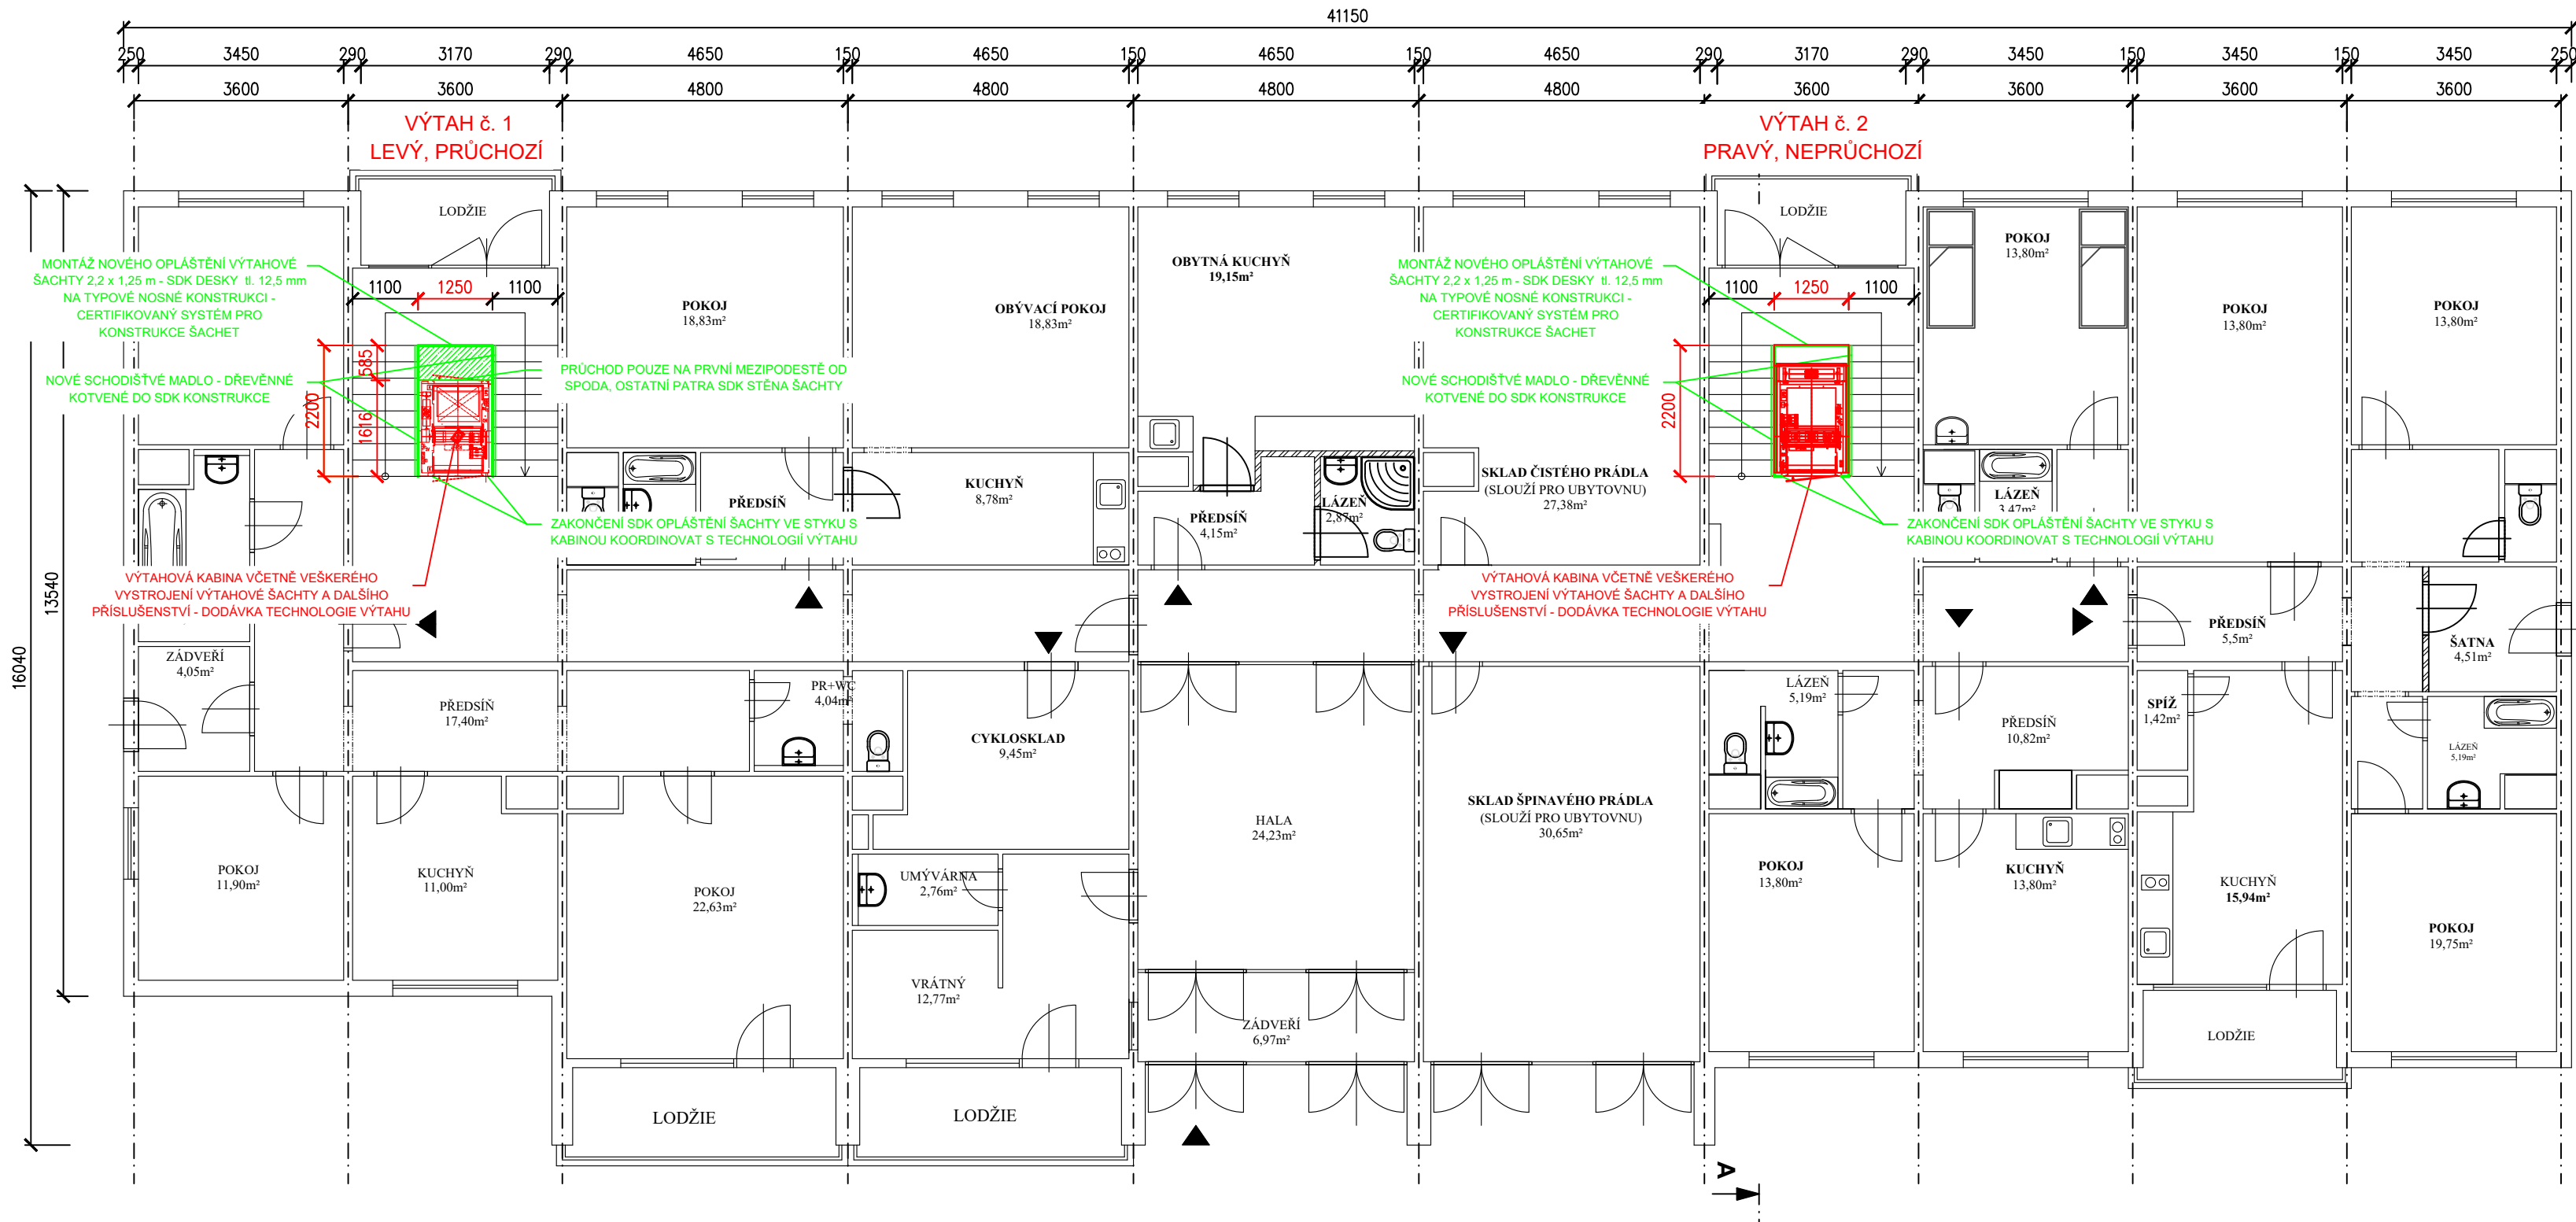 41150
250 3450 290 3170 290 4650 150 4650 150 4650 150 4650 290 3170 290 3450 150 3450 150 3450 250
3600 3600 4800 4800 4800 4800 3600 3600 3600 3600
VÝTAH č. 1
LEVÝ, PRŮCHOZÍ
VÝTAH č. 2
PRAVÝ, NEPRŮCHOZÍ
LODŽIE
LODŽIE
MONTÁŽ NOVÉHO OPLÁŠTĚNÍ VÝTAHOVÉ
ŠACHTY 2,2 x 1,25 m - SDK DESKY tl. 12,5 mm
NA TYPOVÉ NOSNÉ KONSTRUKCI -
CERTIFIKOVANÝ SYSTÉM PRO
KONSTRUKCE ŠACHET
1100 1250 1100
POKOJ
18,83m²
OBÝVACÍ POKOJ
18,83m²
OBYTNÁ KUCHYŇ
19,15m²
MONTÁŽ NOVÉHO OPLÁŠTĚNÍ VÝTAHOVÉ
ŠACHTY 2,2 x 1,25 m - SDK DESKY tl. 12,5 mm
NA TYPOVÉ NOSNÉ KONSTRUKCI -
CERTIFIKOVANÝ SYSTÉM PRO
KONSTRUKCE ŠACHET
1100 1250 1100
POKOJ
13,80m²
POKOJ
13,80m²
POKOJ
13,80m²
585
1616
2200
2200
NOVÉ SCHODIŠŤVÉ MADLO - DŘEVĚNNÉ
KOTVENÉ DO SDK KONSTRUKCE
PRŮCHOD POUZE NA PRVNÍ MEZIPODESTĚ OD
SPODA, OSTATNÍ PATRA SDK STĚNA ŠACHTY
NOVÉ SCHODIŠŤVÉ MADLO - DŘEVĚNNÉ
KOTVENÉ DO SDK KONSTRUKCE
PŘEDSÍŇ
KUCHYŇ
8,78m²
PŘEDSÍŇ
4,15m²
LÁZEŇ
2,87m²
SKLAD ČISTÉHO PRÁDLA
(SLOUŽÍ PRO UBYTOVNU)
27,38m²
LÁZEŇ
3,47m²
ZAKONČENÍ SDK OPLÁŠTĚNÍ ŠACHTY VE STYKU S
KABINOU KOORDINOVAT S TECHNOLOGIÍ VÝTAHU
ZAKONČENÍ SDK OPLÁŠTĚNÍ ŠACHTY VE STYKU S
KABINOU KOORDINOVAT S TECHNOLOGIÍ VÝTAHU
VÝTAHOVÁ KABINA VČETNĚ VEŠKERÉHO
VYSTROJENÍ VÝTAHOVÉ ŠACHTY A DALŠÍHO
PŘÍSLUŠENSTVÍ - DODÁVKA TECHNOLOGIE VÝTAHU
VÝTAHOVÁ KABINA VČETNĚ VEŠKERÉHO
VYSTROJENÍ VÝTAHOVÉ ŠACHTY A DALŠÍHO
PŘÍSLUŠENSTVÍ - DODÁVKA TECHNOLOGIE VÝTAHU
13540
16040
ZÁDVEŘÍ
4,05m²
PŘEDSÍŇ
17,40m²
PR+WC
4,04m²
CYKLOSKLAD
9,45m²
LÁZEŇ
5,19m²
PŘEDSÍŇ
10,82m²
PŘEDSÍŇ
5,5m²
SPÍŽ
1,42m²
ŠATNA
4,51m²
LÁZEŇ
5,19m²
HALA
24,23m²
SKLAD ŠPINAVÉHO PRÁDLA
(SLOUŽÍ PRO UBYTOVNU)
30,65m²
POKOJ
11,90m²
KUCHYŇ
11,00m²
POKOJ
22,63m²
UMÝVÁRNA
2,76m²
POKOJ
13,80m²
KUCHYŇ
13,80m²
KUCHYŇ
15,94m²
POKOJ
19,75m²
VRÁTNÝ
12,77m²
ZÁDVEŘÍ
6,97m²
LODŽIE
LODŽIE
LODŽIE
A